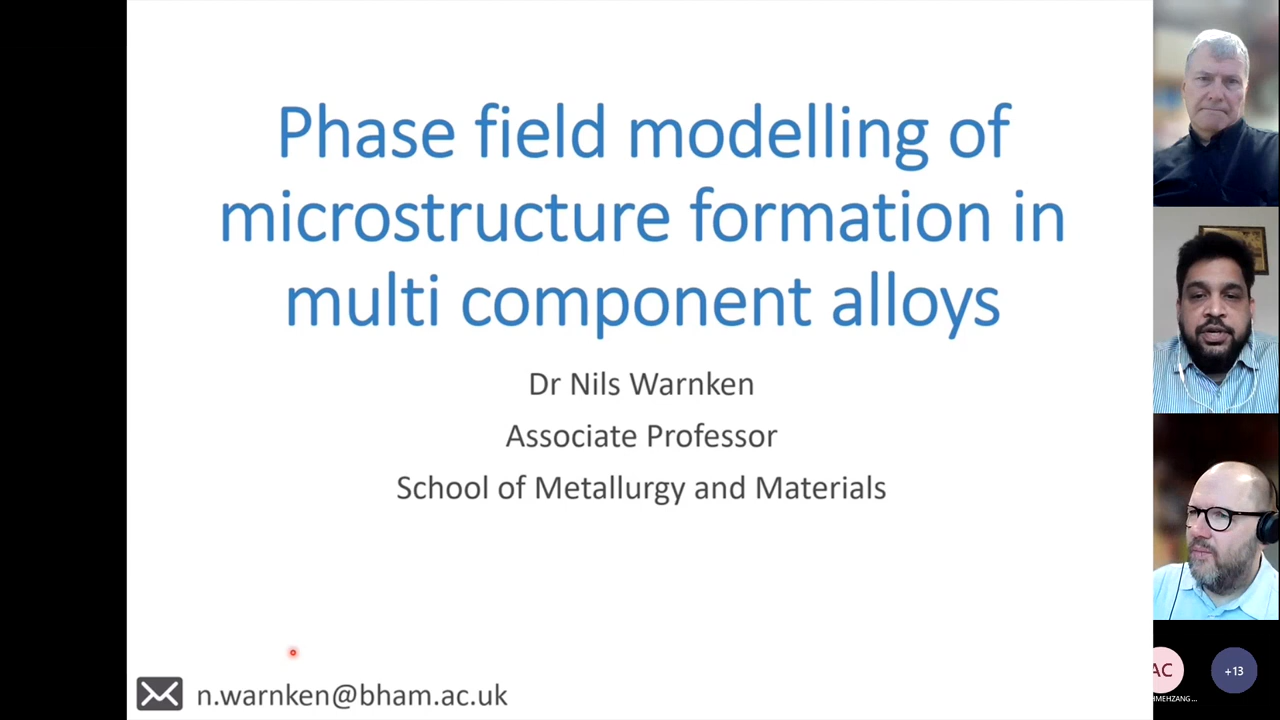 Phase field modelling of
microstructure formation in
multi component alloys
Dr Nils Warnken
Associate Professor
School of Metallurgy and Materials
n.warnken@bham.ac.uk
AC
+13
HMEHZANG...